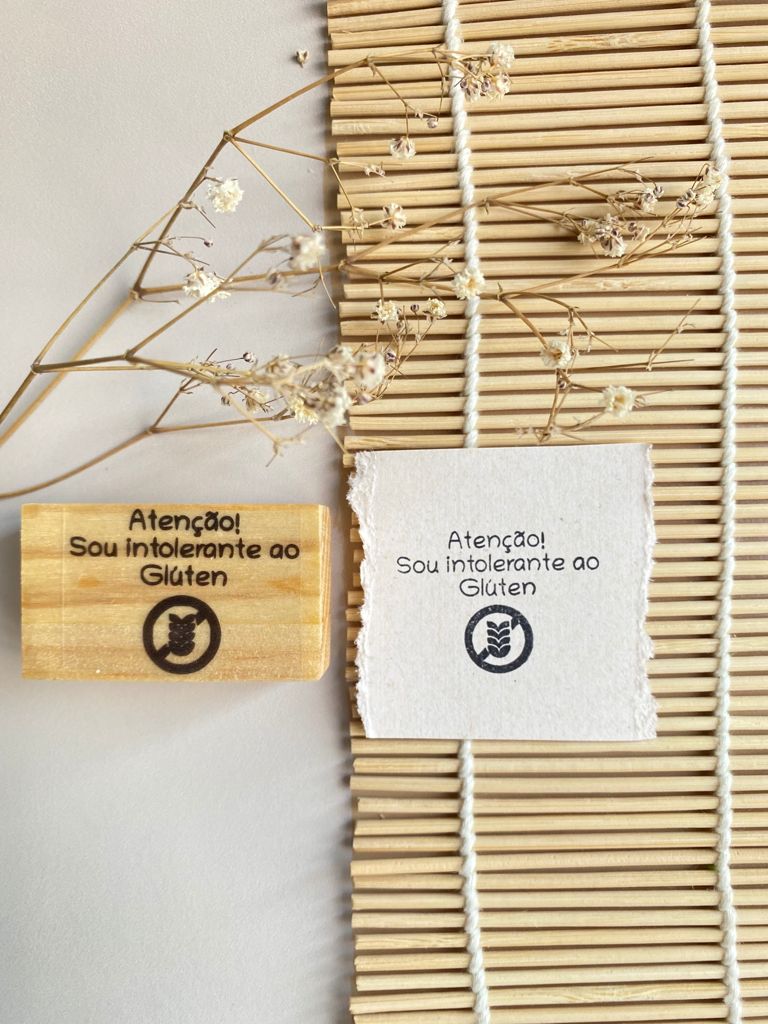 Atenção!
Sou intolerante ao
Glúten
Atenção!
Sou intolerante ao
Glúten